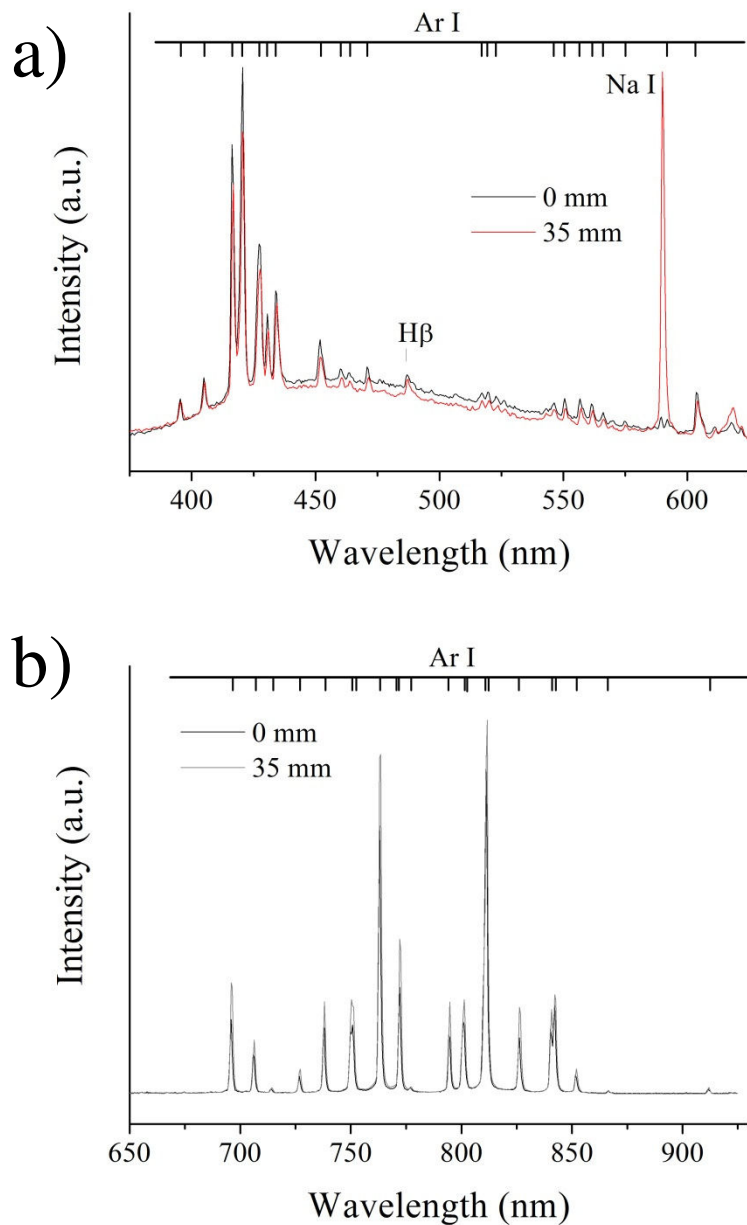 a)
Ar I
Na I
0 mm
35 mm
Hβ
Intensity (a.u.)
400 450 500 550 600
Wavelength (nm)
b)
Ar I
0 mm
35 mm
Intensity (a.u.)
650 700 750 800 850 900
Wavelength (nm)